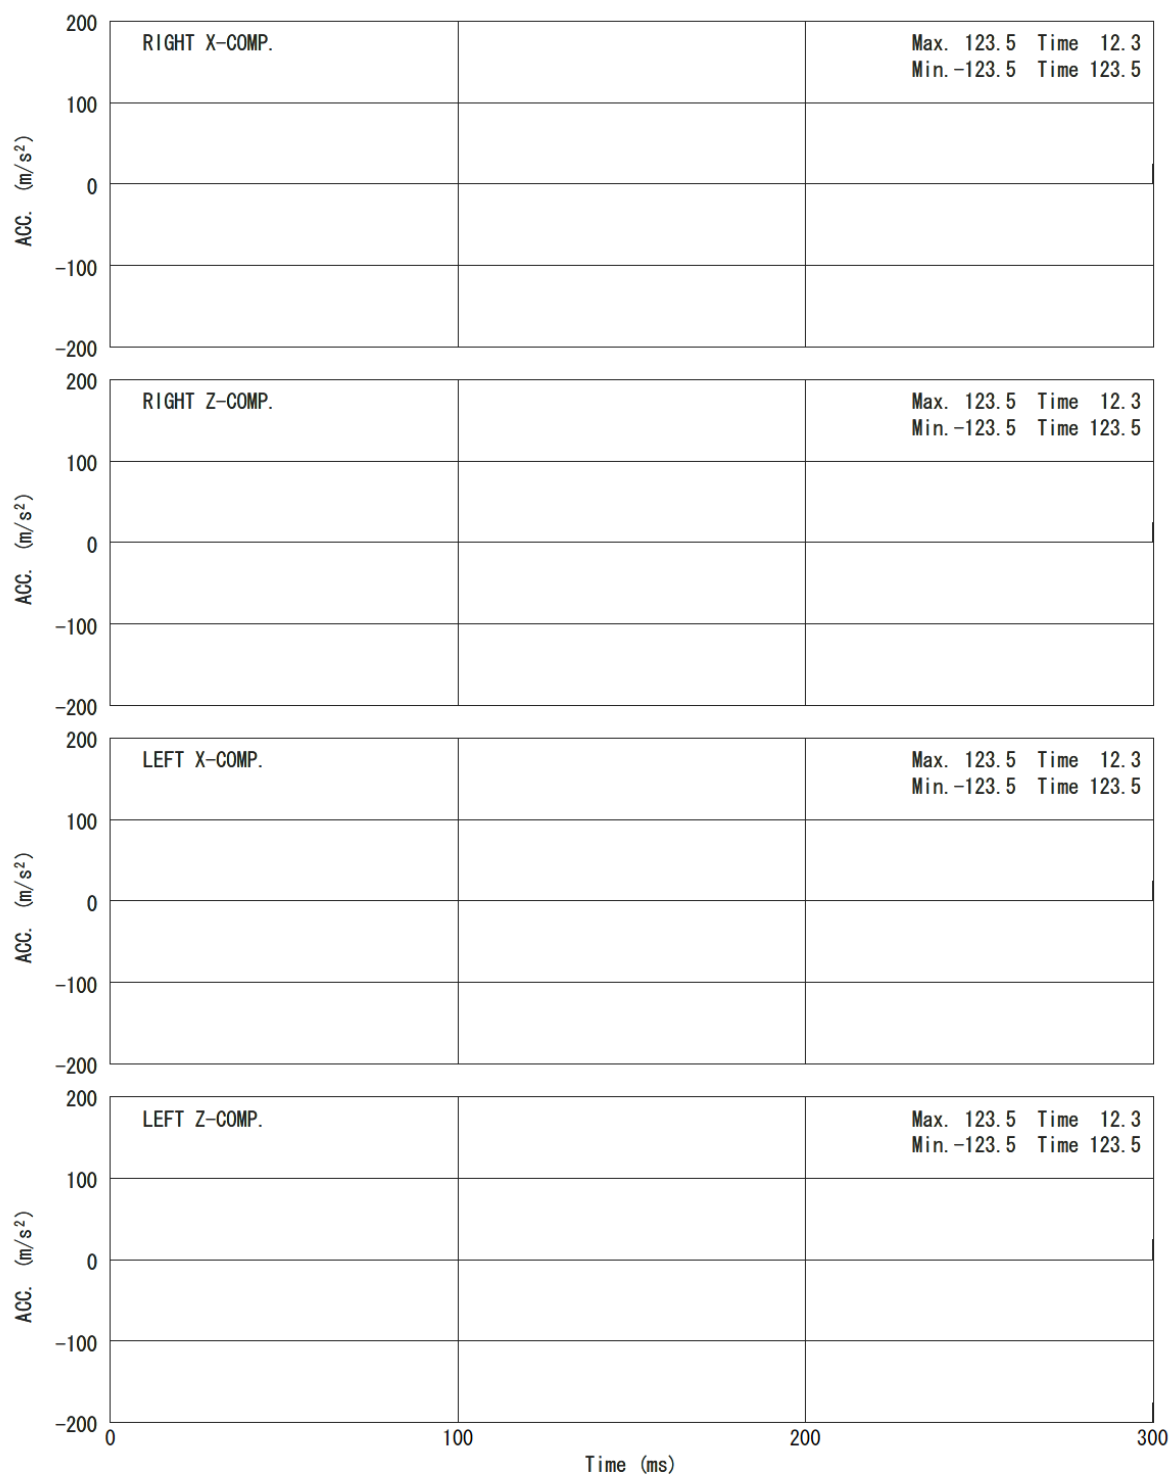 200
RIGHT X-COMP.
Max. 123.5 Time 12.3
Min.-123.5 Time 123.5
100
0
-100
-200
ACC. (m/s²)
200
RIGHT Z-COMP.
Max. 123.5 Time 12.3
Min.-123.5 Time 123.5
100
0
-100
-200
ACC. (m/s²)
200
LEFT X-COMP.
Max. 123.5 Time 12.3
Min.-123.5 Time 123.5
100
0
-100
-200
ACC. (m/s²)
200
LEFT Z-COMP.
Max. 123.5 Time 12.3
Min.-123.5 Time 123.5
100
0
-100
-200
ACC. (m/s²)
0 100 200 300
Time (ms)